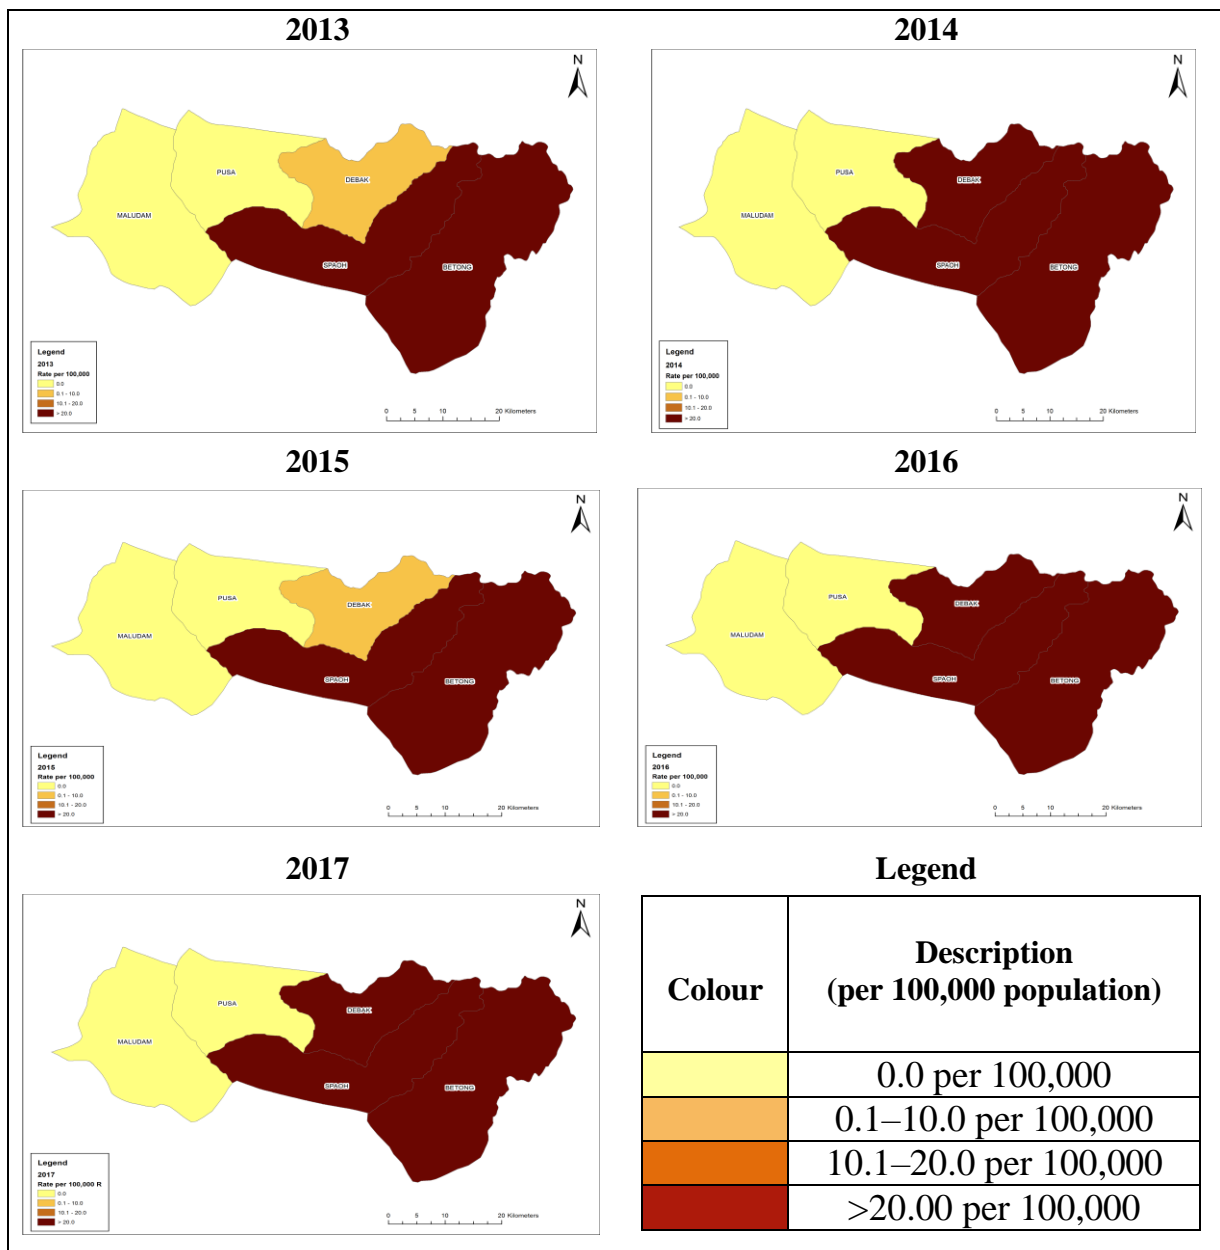 2013
N
PUSA
DEBAK
MALUDAM
SPAOH
BETONG
Legend
2013
Rate per 100,000
0.0
0.1 - 10.0
10.1 - 20.0
> 20.0
0 5 10 20 Kilometers
2014
N
PUSA
DEBAK
MALUDAM
SPAOH
BETONG
Legend
2014
Rate per 100,000
0.0
0.1 - 10.0
10.1 - 20.0
> 20.0
0 5 10 20 Kilometers
2015
N
PUSA
DEBAK
MALUDAM
SPAOH
BETONG
Legend
2015
Rate per 100,000
0.0
0.1 - 10.0
10.1 - 20.0
> 20.0
0 5 10 20 Kilometers
2016
N
PUSA
DEBAK
MALUDAM
SPAOH
BETONG
Legend
2016
Rate per 100,000
0.0
0.1 - 10.0
10.1 - 20.0
> 20.0
0 5 10 20 Kilometers
2017
N
PUSA
DEBAK
MALUDAM
SPAOH
BETONG
Legend
2017
Rate per 100,000 R
0.0
0.1 - 10.0
10.1 - 20.0
> 20.0
0 5 10 20 Kilometers
Legend
Colour
Description
(per 100,000 population)
0.0 per 100,000
0.1–10.0 per 100,000
10.1–20.0 per 100,000
>20.00 per 100,000